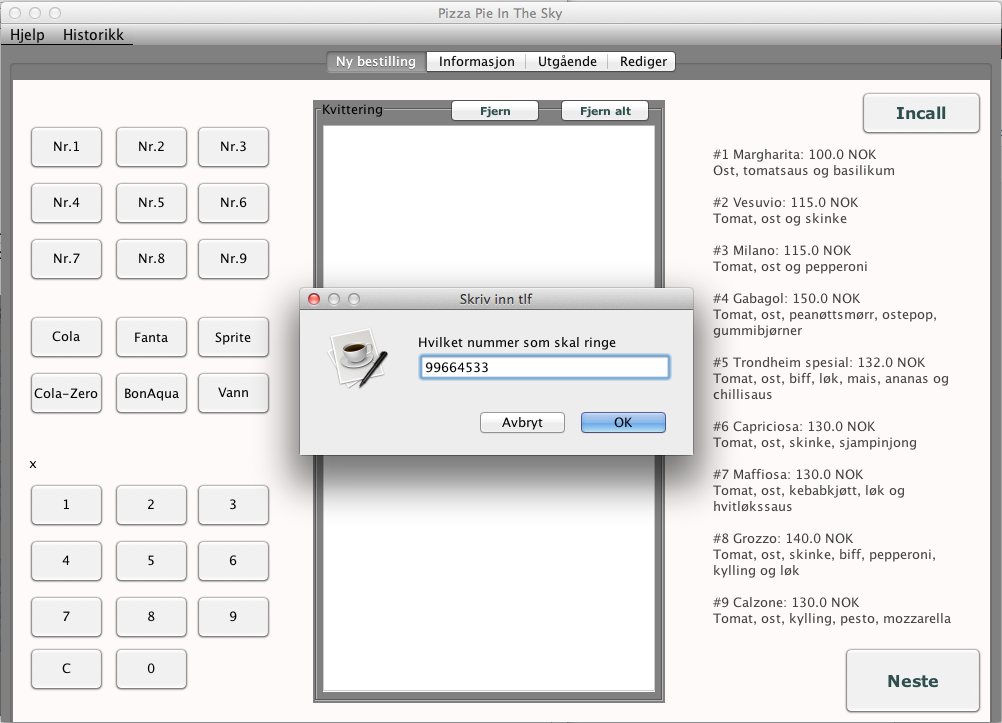 Pizza Pie In The Sky
Hjelp Historikk
Ny bestilling Informasjon Utgående Rediger
Nr.1 Nr.2 Nr.3
Nr.4 Nr.5 Nr.6
Nr.7 Nr.8 Nr.9
Cola Fanta Sprite
Cola-Zero BonAqua Vann
x
1 2 3
4 5 6
7 8 9
C 0
Kvittering Fjern Fjern alt
Skriv inn tlf
Hvilket nummer som skal ringe
99664533
Avbryt OK
Incall
#1 Margharita: 100.0 NOK
Ost, tomatsaus og basilikum
#2 Vesuvio: 115.0 NOK
Tomat, ost og skinke
#3 Milano: 115.0 NOK
Tomat, ost og pepperoni
#4 Gabagol: 150.0 NOK
Tomat, ost, peanøttsmørr, ostepop,
gummibjørner
#5 Trondheim spesial: 132.0 NOK
Tomat, ost, biff, løk, mais, ananas og
chillisaus
#6 Capriciosa: 130.0 NOK
Tomat, ost, skinke, sjampinjong
#7 Maffiosa: 130.0 NOK
Tomat, ost, kebabkjøtt, løk og
hvitløkssaus
#8 Grozzo: 140.0 NOK
Tomat, ost, skinke, biff, pepperoni,
kylling og løk
#9 Calzone: 130.0 NOK
Tomat, ost, kylling, pesto, mozzarella
Neste